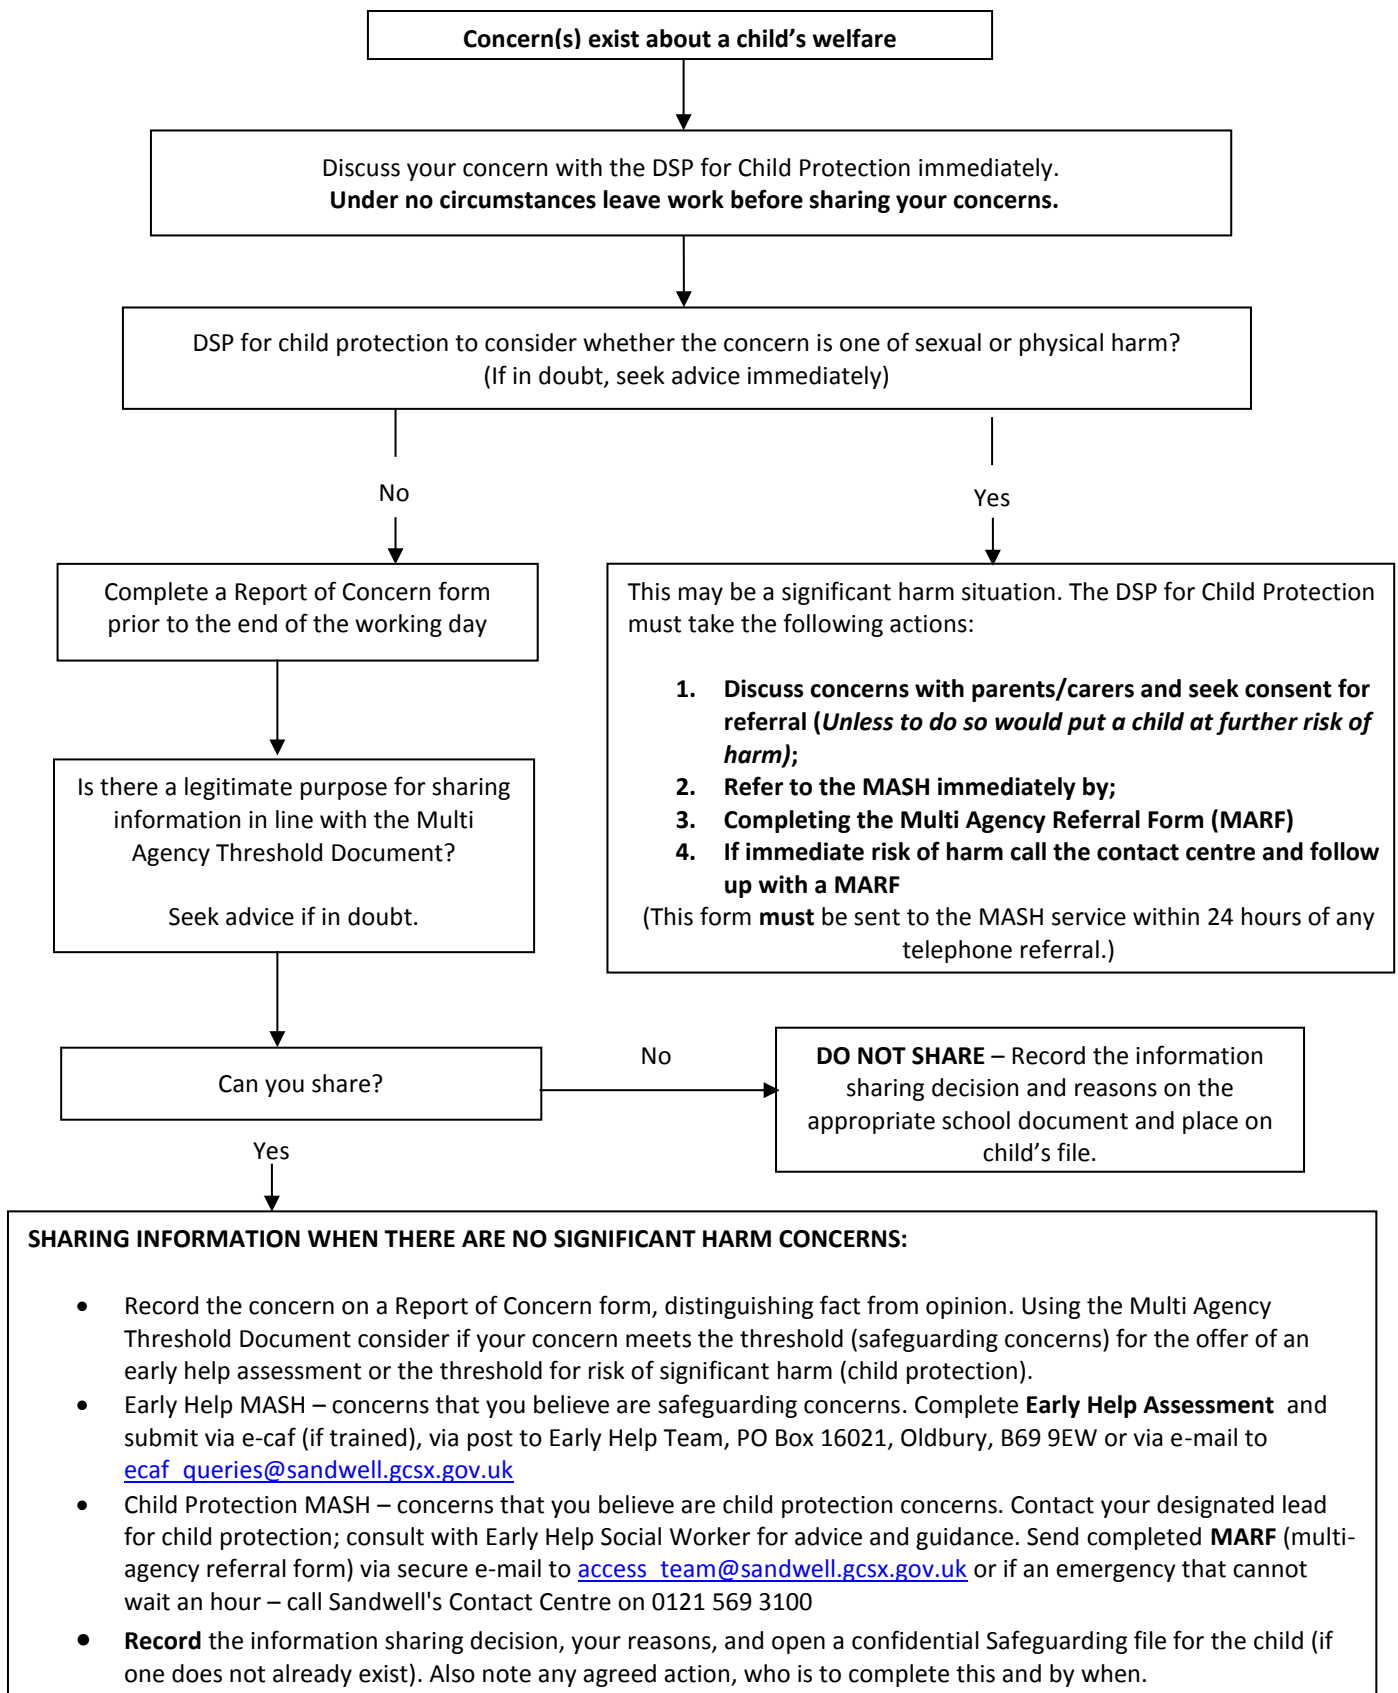 Concern(s) exist about a child's welfare
Discuss your concern with the DSP for Child Protection immediately.
Under no circumstances leave work before sharing your concerns.
DSP for child protection to consider whether the concern is one of sexual or physical harm?
(If in doubt, seek advice immediately)
No
Yes
Complete a Report of Concern form
prior to the end of the working day
This may be a significant harm situation. The DSP for Child Protection
must take the following actions:
1. Discuss concerns with parents/carers and seek consent for
referral (Unless to do so would put a child at further risk of
harm);
2. Refer to the MASH immediately by;
3. Completing the Multi Agency Referral Form (MARF)
4. If immediate risk of harm call the contact centre and follow
up with a MARF
(This form must be sent to the MASH service within 24 hours of any
telephone referral.)
Is there a legitimate purpose for sharing
information in line with the Multi
Agency Threshold Document?
Seek advice if in doubt.
Can you share?
No
DO NOT SHARE – Record the information
sharing decision and reasons on the
appropriate school document and place on
child's file.
Yes
SHARING INFORMATION WHEN THERE ARE NO SIGNIFICANT HARM CONCERNS:
• Record the concern on a Report of Concern form, distinguishing fact from opinion. Using the Multi Agency
Threshold Document consider if your concern meets the threshold (safeguarding concerns) for the offer of an
early help assessment or the threshold for risk of significant harm (child protection).
• Early Help MASH – concerns that you believe are safeguarding concerns. Complete Early Help Assessment and
submit via e-caf (if trained), via post to Early Help Team, PO Box 16021, Oldbury, B69 9EW or via e-mail to
ecaf_queries@sandwell.gcsx.gov.uk
• Child Protection MASH – concerns that you believe are child protection concerns. Contact your designated lead
for child protection; consult with Early Help Social Worker for advice and guidance. Send completed MARF (multi-
agency referral form) via secure e-mail to access_team@sandwell.gcsx.gov.uk or if an emergency that cannot
wait an hour – call Sandwell's Contact Centre on 0121 569 3100
• Record the information sharing decision, your reasons, and open a confidential Safeguarding file for the child (if
one does not already exist). Also note any agreed action, who is to complete this and by when.